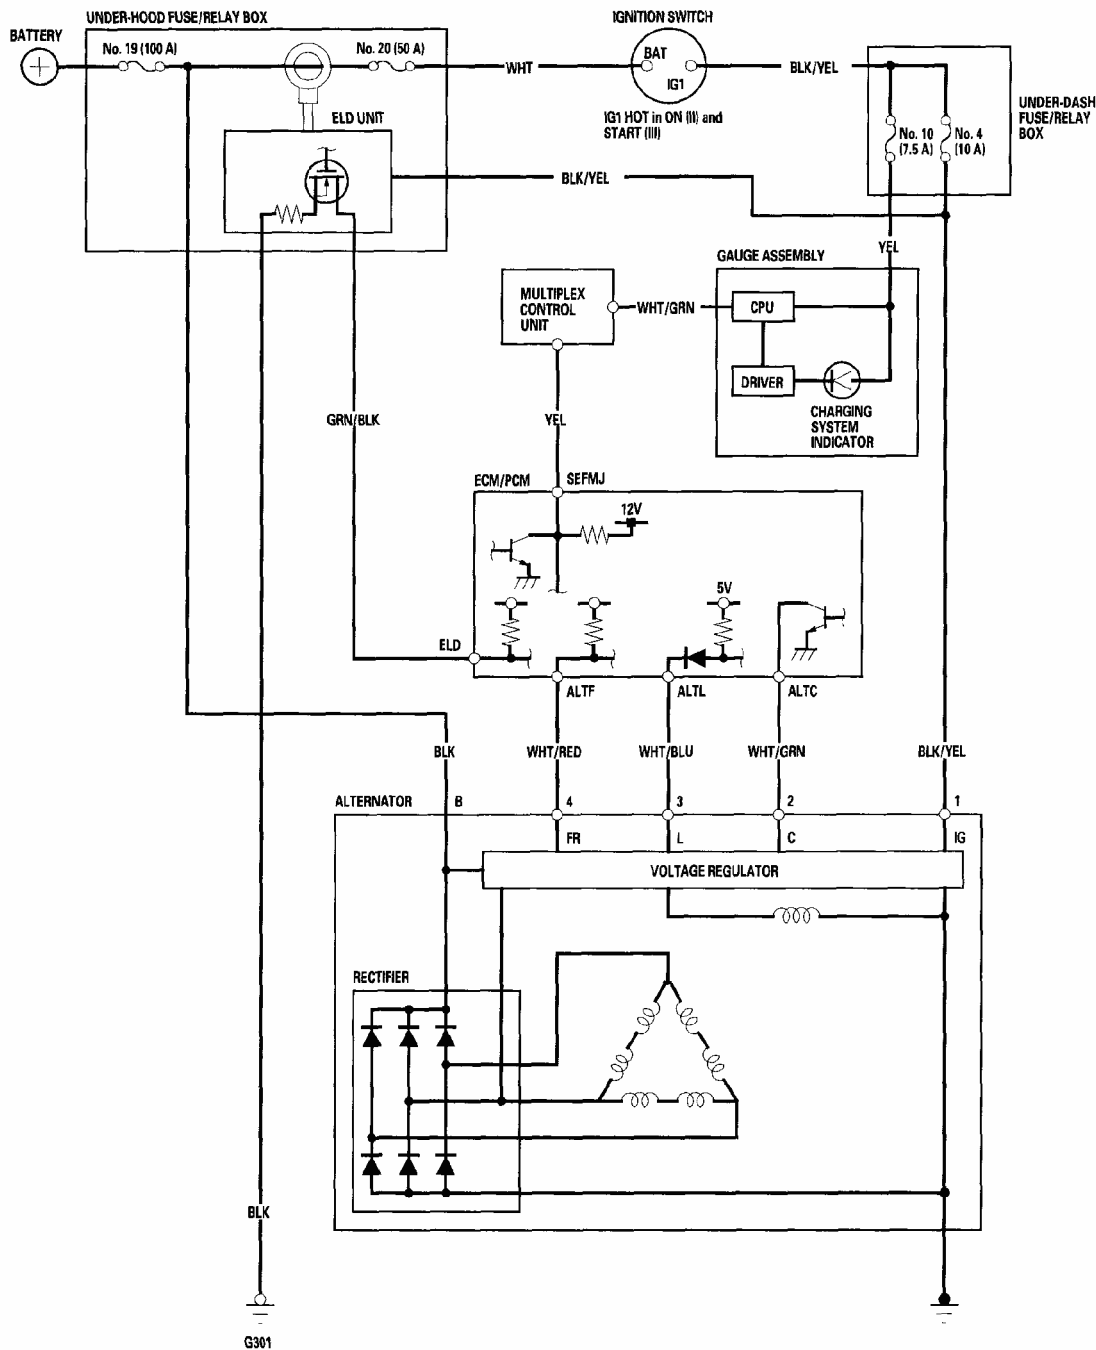 UNDER-HOOD FUSE/RELAY BOX
IGNITION SWITCH
BATTERY
No. 19 (100 A)
No. 20 (50 A)
WHT
BAT
IG1
BLK/YEL
IG1 HOT in ON (II) and
START (III)
UNDER-DASH
FUSE/RELAY
BOX
No. 10
(7.5 A)
No. 4
(10 A)
ELD UNIT
BLK/YEL
YEL
GAUGE ASSEMBLY
MULTIPLEX
CONTROL
UNIT
WHT/GRN
CPU
DRIVER
CHARGING
SYSTEM
INDICATOR
GRN/BLK
YEL
ECM/PCM
SEFMJ
12V
5V
ELD
ALTF
ALTL
ALTC
BLK
WHT/RED
WHT/BLU
WHT/GRN
BLK/YEL
ALTERNATOR
B
4
3
2
1
FR
L
C
IG
VOLTAGE REGULATOR
RECTIFIER
BLK
G301